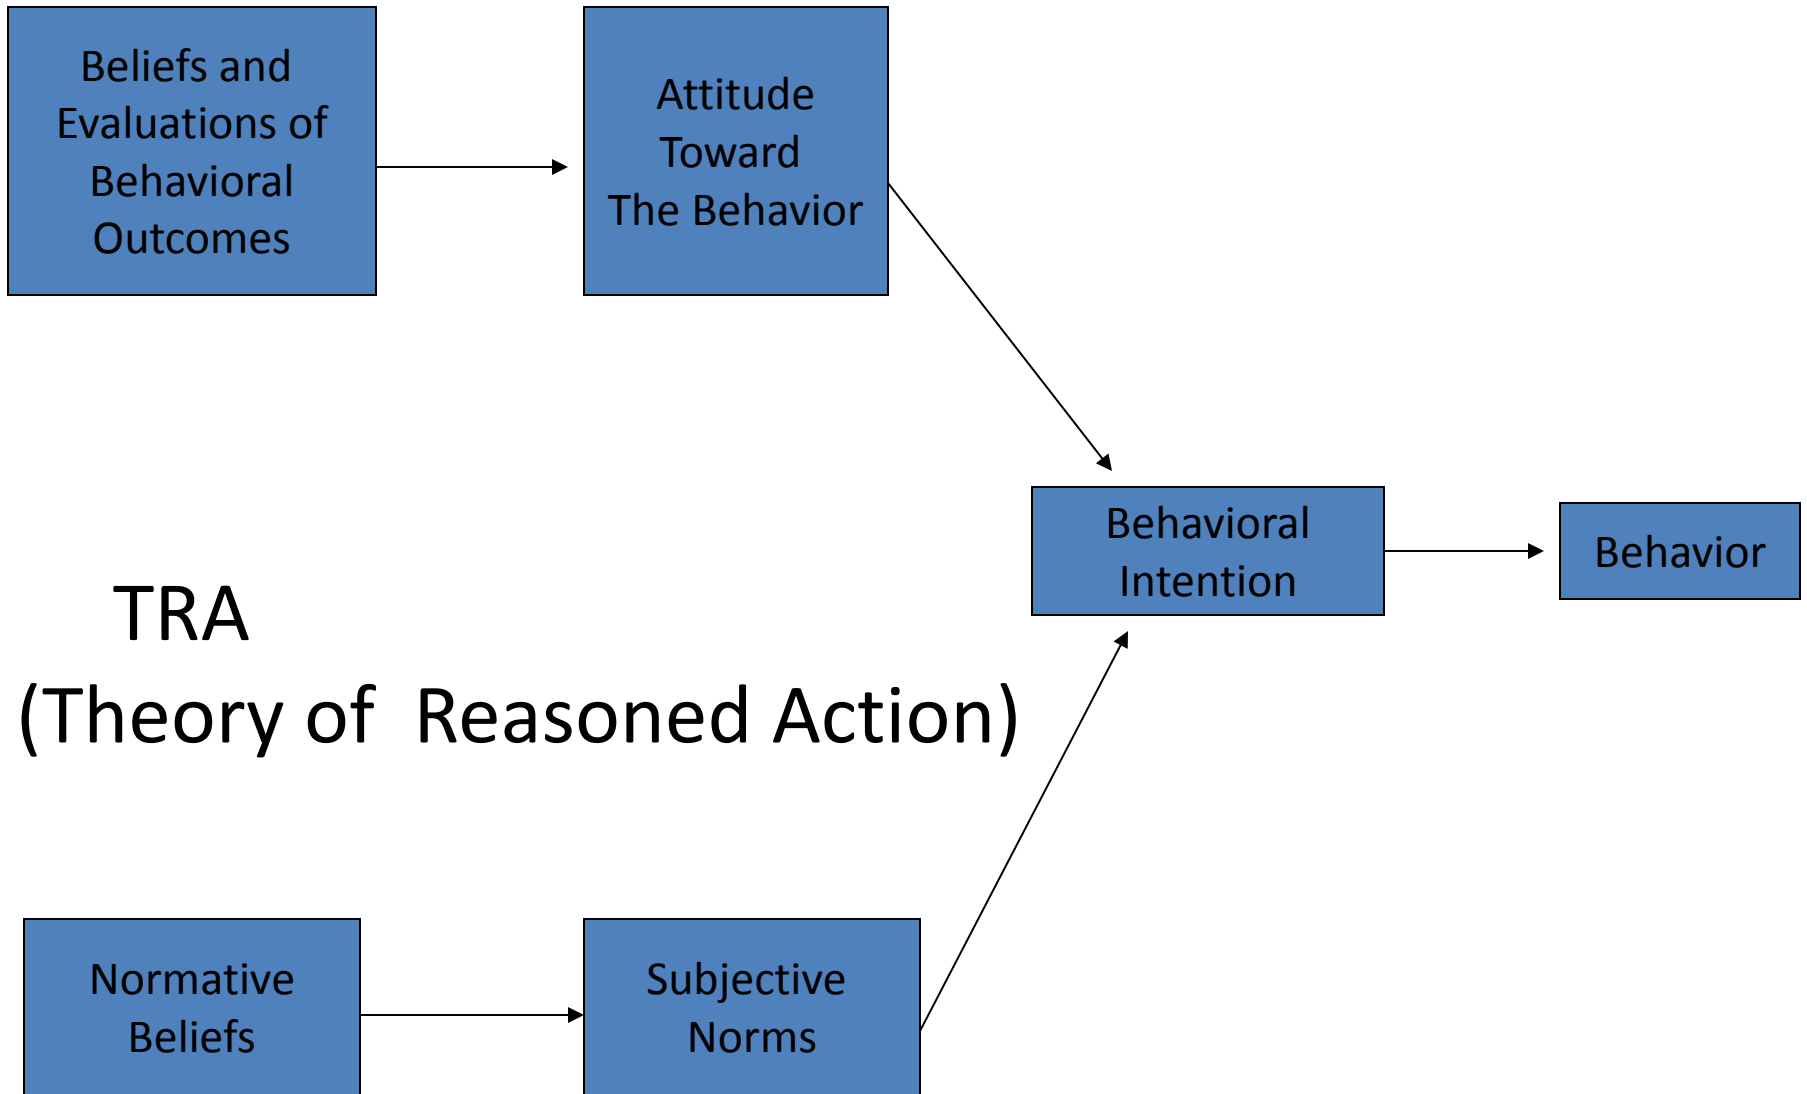 Beliefs and
Evaluations of
Behavioral
Outcomes
Attitude
Toward
The Behavior
Behavioral
Intention
Behavior
TRA
(Theory of  Reasoned Action)
Normative
Beliefs
Subjective
Norms